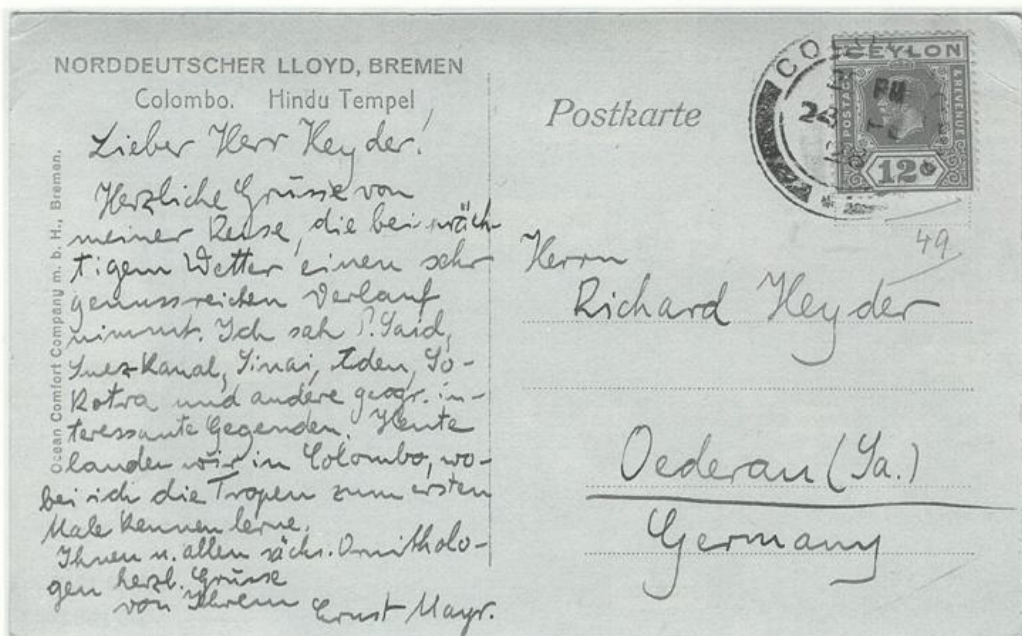 NORDDEUTSCHER LLOYD, BREMEN
Colombo. Hindu Tempel
Lieber Herr Heyder!
Herzliche Grüsse von
meiner Reise, die bei präch-
tigem Wetter einen sehr
genussreichen Verlauf
nimmt. Ich sah P. Said,
Suez-Kanal, Sinai, Aden, So-
kotra und andere geogr. in-
teressante Gegenden. Heute
landen wir in Colombo, wo-
bei ich die Tropen zum ersten
Male kennen lerne.
Ihnen u. allen sächs. Ornitholo-
gen herzl. Grüsse
von Ihrem Ernst Mayr.
Ocean Comfort Company m. b. H., Bremen.
Postkarte
CEYLON
POSTAGE
& REVENUE
12
49
Herrn
Richard Heyder
Oederan (Sa.)
Germany